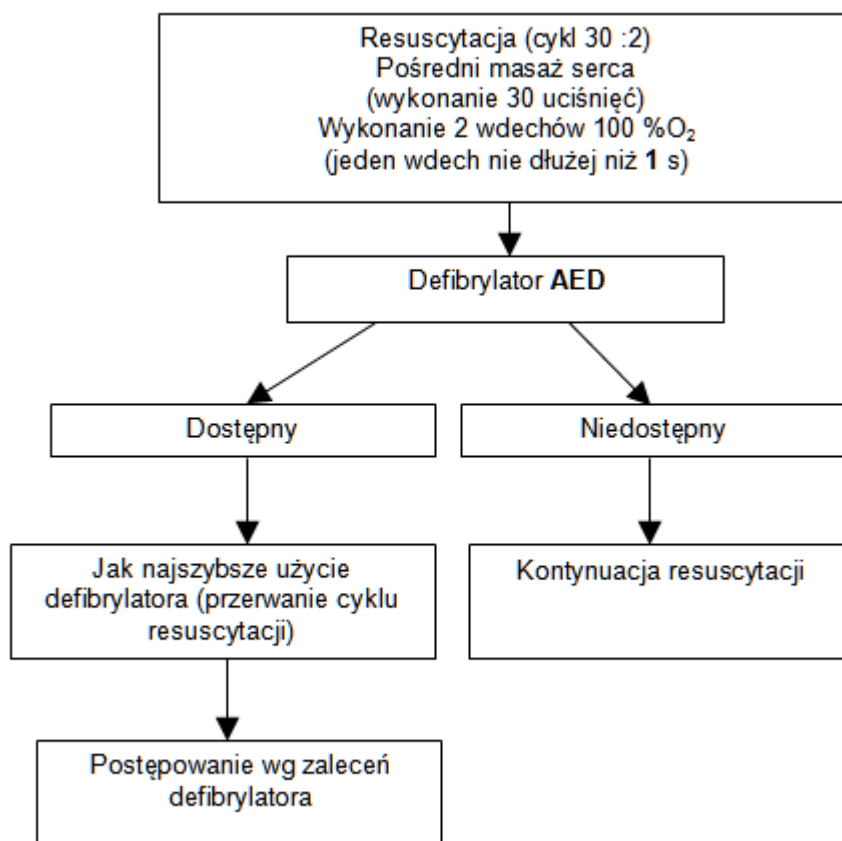 Resuscytacja (cykl 30 :2)
Pośredni masaż serca
(wykonanie 30 uciśnięć)
Wykonanie 2 wdechów 100 %O₂
(jeden wdech nie dłużej niż 1 s)
Defibrylator AED
Dostępny
Niedostępny
Jak najszybsze użycie
defibrylatora (przerwanie cyklu
resuscytacji)
Kontynuacja resuscytacji
Postępowanie wg zaleceń
defibrylatora